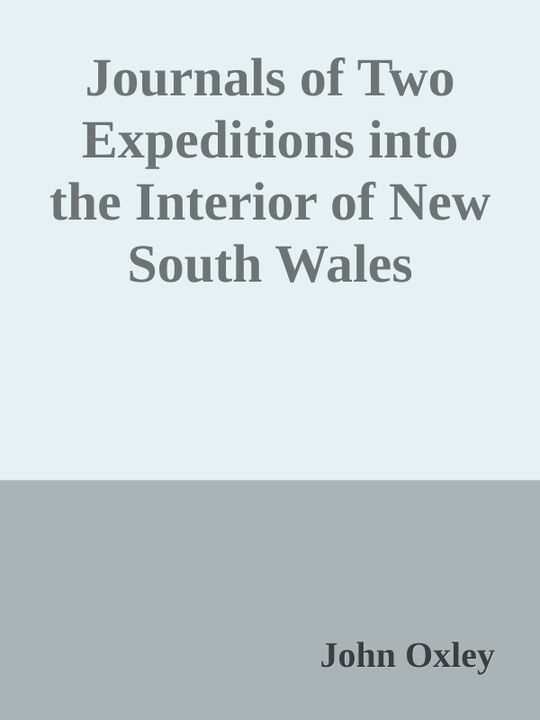 Journals of Two
Expeditions into
the Interior of New
South Wales
John Oxley